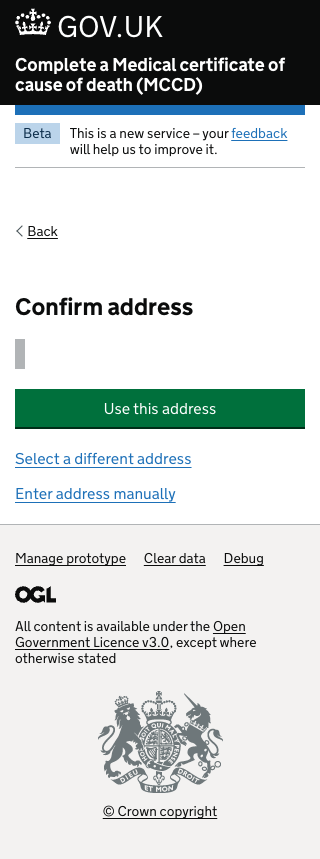 GOV.UK
Complete a Medical certificate of
cause of death (MCCD)
Beta
This is a new service – your feedback
will help us to improve it.
Back
Confirm address
Use this address
Select a different address
Enter address manually
Manage prototype Clear data Debug
OGL
All content is available under the Open
Government Licence v3.0, except where
otherwise stated
DIEU ET MON DROIT
© Crown copyright